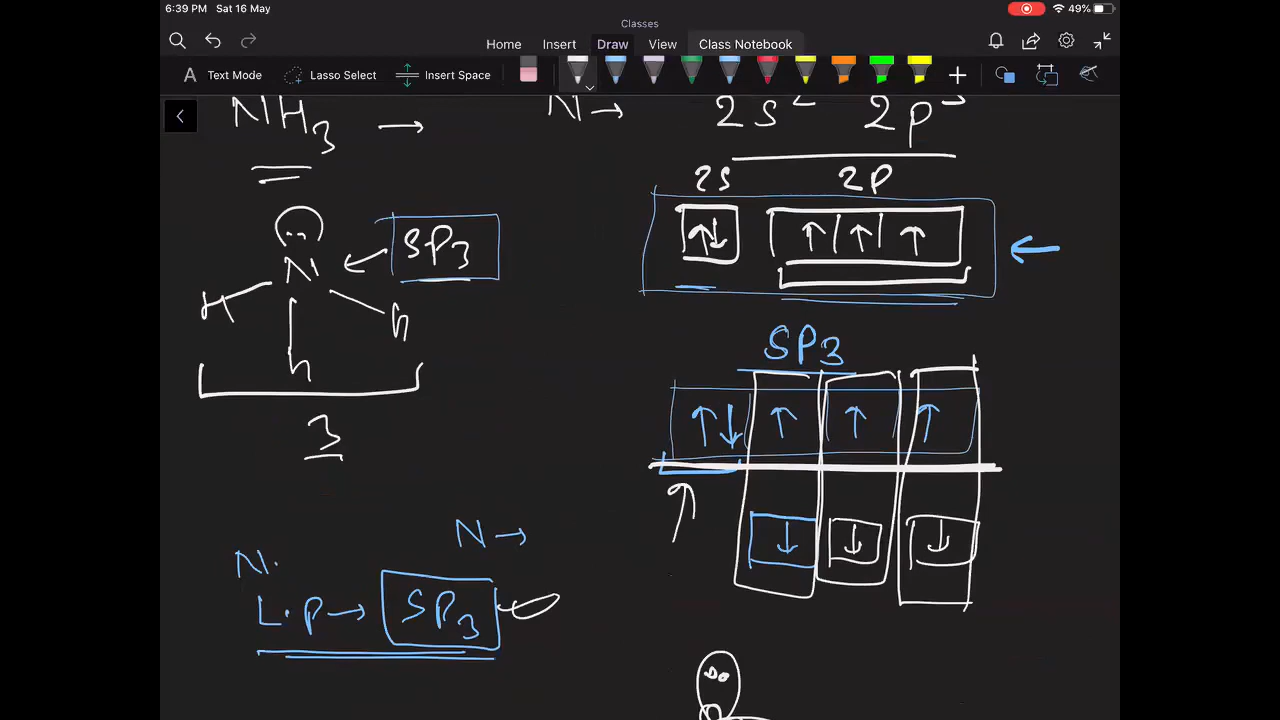 6:39 PM Sat 16 May 49%
Classes
Home Insert Draw View Class Notebook
Text Mode Lasso Select Insert Space
NH3 → N→ 2s² 2p³
2s 2p
↑↓ ↑ ↑ ↑
SP3
N
H h h
SP3
↑↓ ↑ ↑ ↑
3
↑ ↓ ↓ ↓
N→
N.
L.P→ SP3